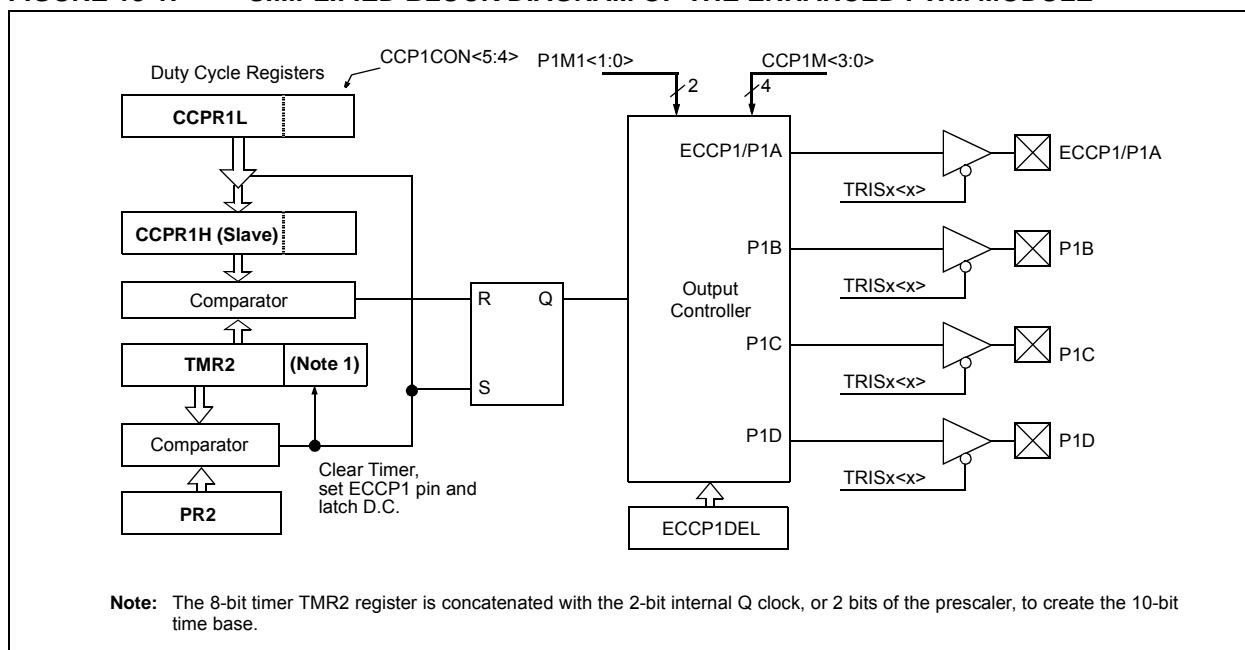 CCP1CON<5:4>
P1M1<1:0>
CCP1M<3:0>
Duty Cycle Registers
2
4
CCPR1L
ECCP1/P1A
ECCP1/P1A
TRISx<x>
CCPR1H (Slave)
P1B
P1B
Comparator
R
Q
Output
Controller
TRISx<x>
TMR2
(Note 1)
P1C
P1C
S
TRISx<x>
Comparator
P1D
P1D
Clear Timer,
set ECCP1 pin and
latch D.C.
TRISx<x>
PR2
ECCP1DEL
Note: The 8-bit timer TMR2 register is concatenated with the 2-bit internal Q clock, or 2 bits of the prescaler, to create the 10-bit
time base.